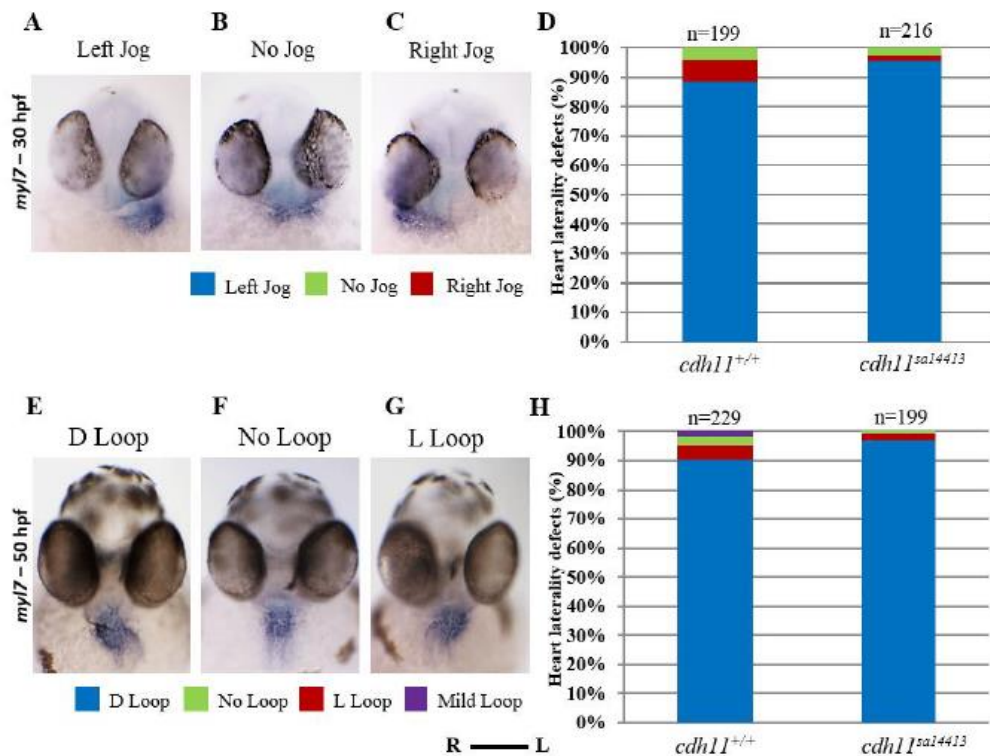 A
B
C
D
Left Jog
No Jog
Right Jog
myl7 – 30 hpf
Left Jog
No Jog
Right Jog
n=199
n=216
Heart laterality defects (%)
100%
90%
80%
70%
60%
50%
40%
30%
20%
10%
0%
cdh11+/+
cdh11sa14413
E
F
G
H
D Loop
No Loop
L Loop
myl7 – 50 hpf
D Loop
No Loop
L Loop
Mild Loop
R
L
n=229
n=199
Heart laterality defects (%)
100%
90%
80%
70%
60%
50%
40%
30%
20%
10%
0%
cdh11+/+
cdh11sa14413